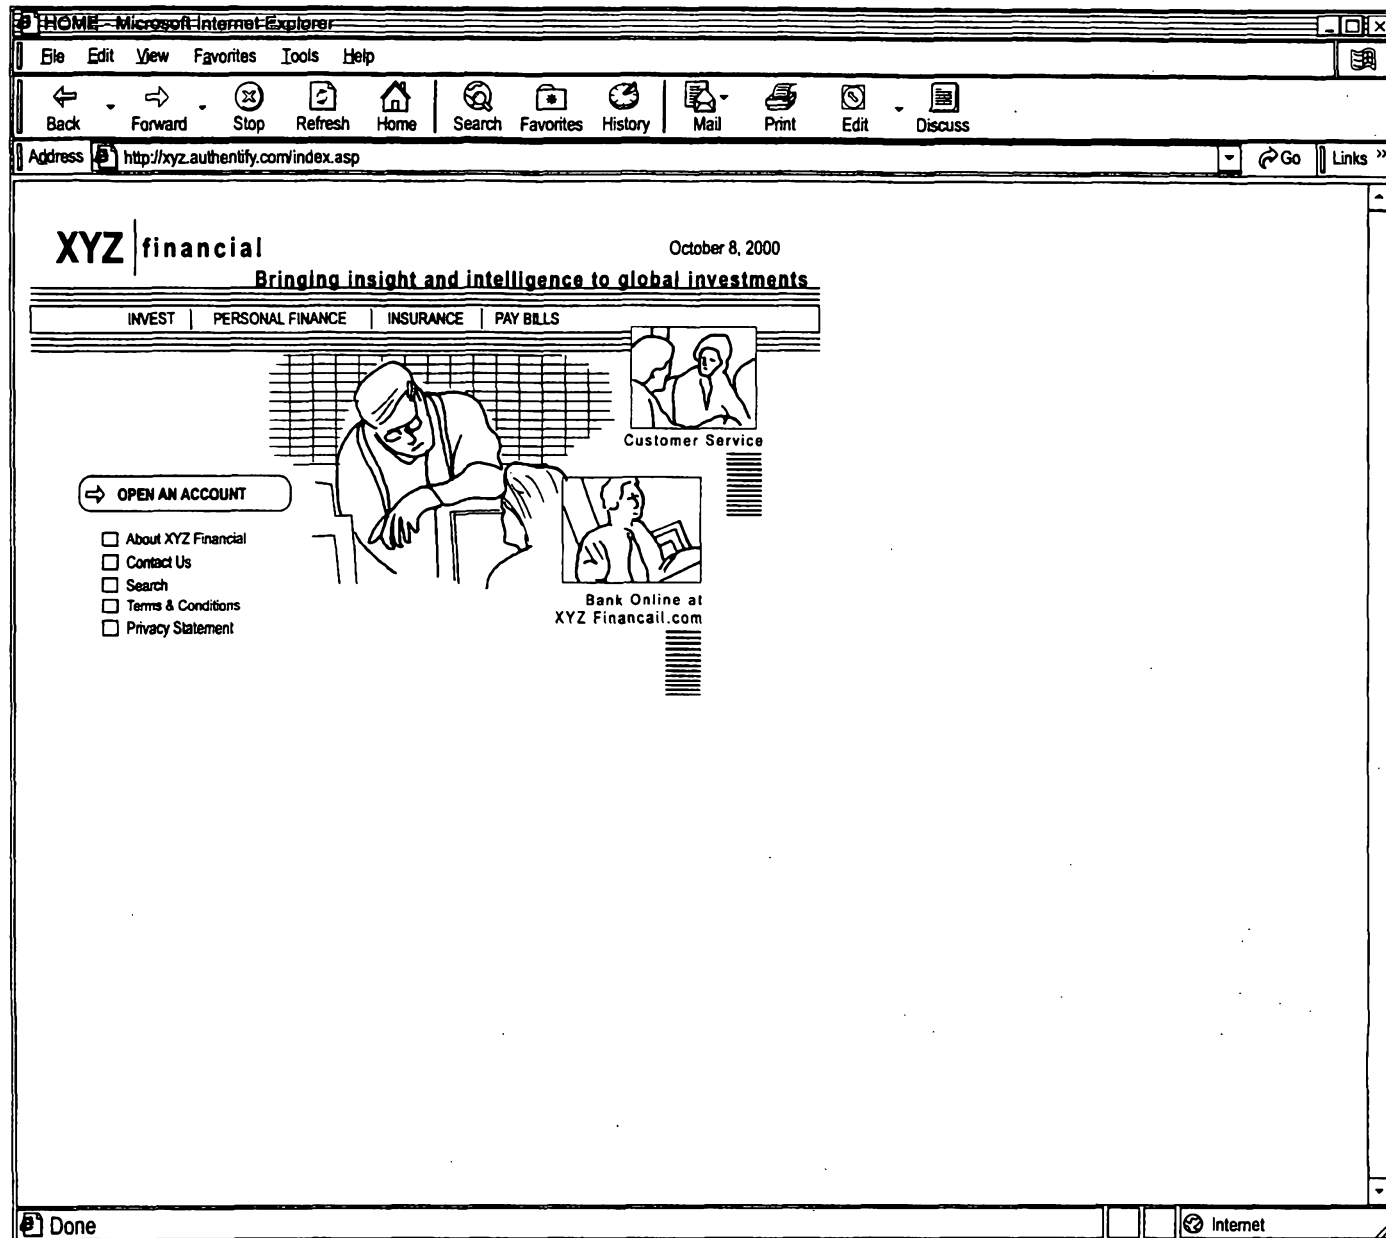 HOME - Microsoft Internet Explorer
File Edit View Favorites Tools Help
Back Forward Stop Refresh Home Search Favorites History Mail Print Edit Discuss
Address http://xyz.authentify.com/index.asp Go Links »
XYZ financial October 8, 2000
Bringing insight and intelligence to global investments
INVEST PERSONAL FINANCE INSURANCE PAY BILLS
Customer Service
OPEN AN ACCOUNT
About XYZ Financial
Contact Us
Search
Terms & Conditions
Privacy Statement
Bank Online at
XYZ Financail.com
Done Internet